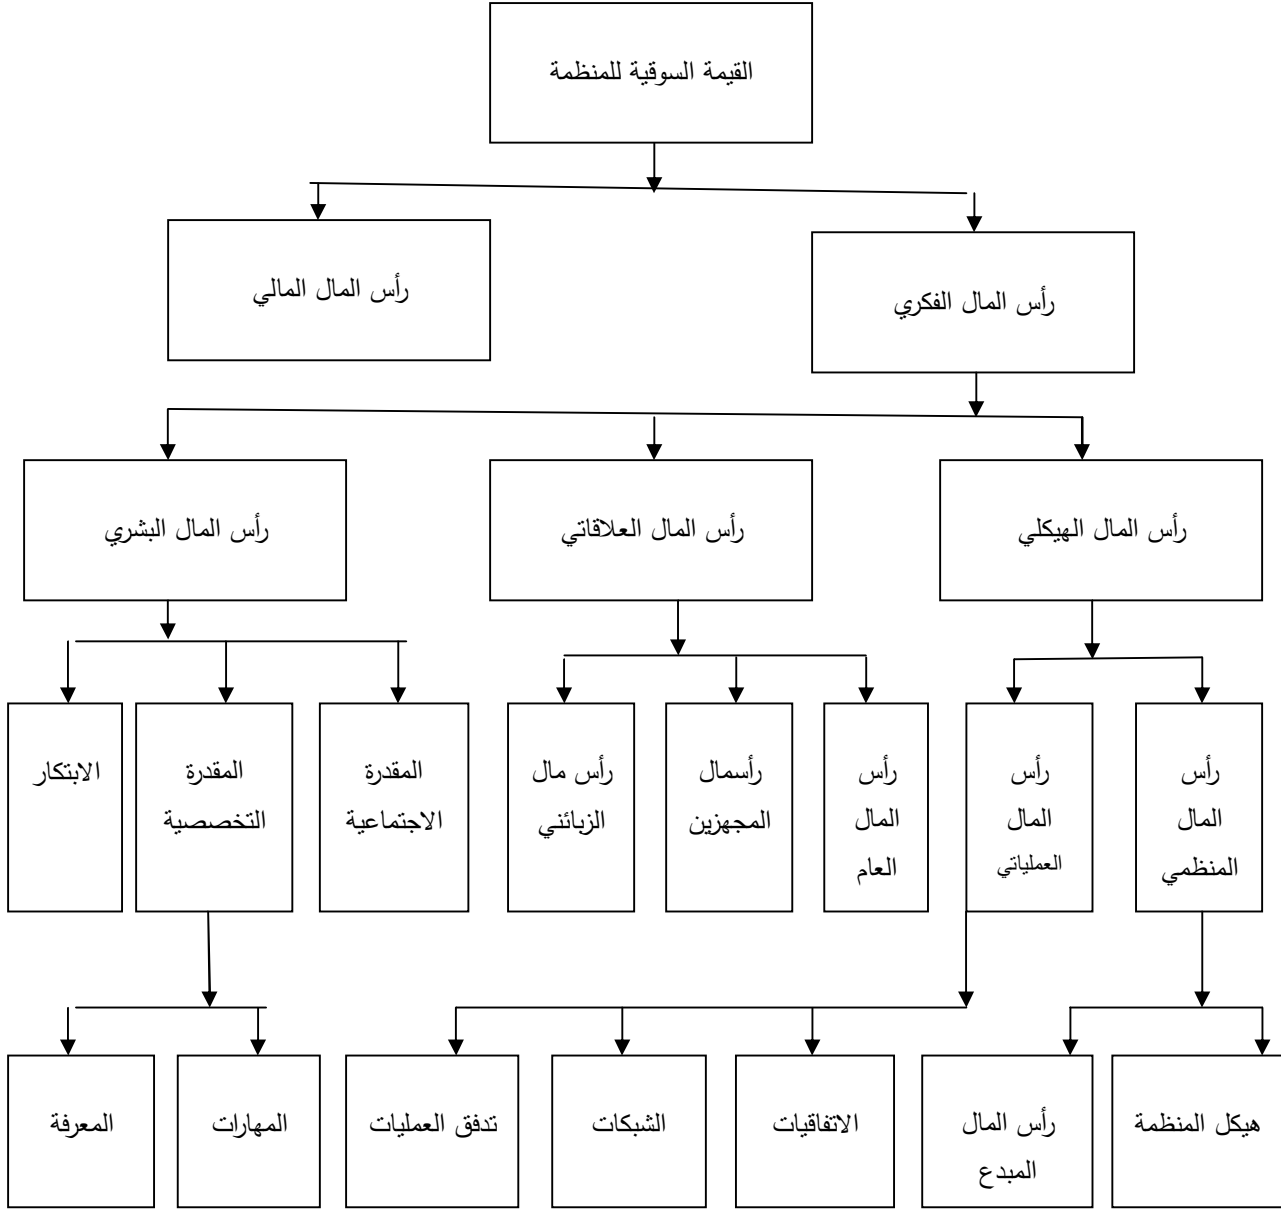 القيمة السوقية للمنظمة
رأس المال الفكري
رأس المال المالي
رأس المال الهيكلي
رأس المال العلاقاتي
رأس المال البشري
رأس
المال
المنظمي
رأس
المال
العملياتي
رأس
المال
العام
رأسمال
المجهزين
رأس مال
الزبائني
المقدرة
الاجتماعية
المقدرة
التخصصية
الابتكار
هيكل المنظمة
رأس المال
المبدع
الاتفاقيات
الشبكات
تدفق العمليات
المهارات
المعرفة